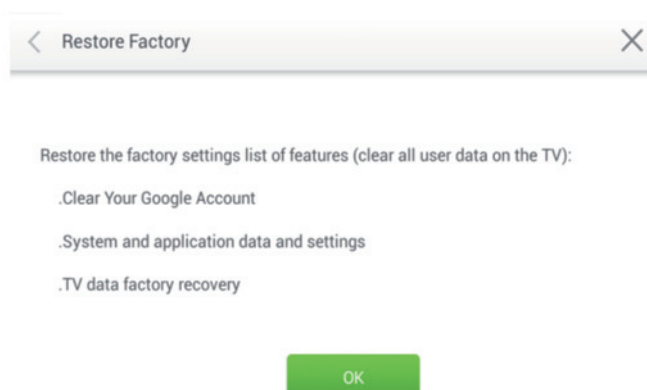 Restore Factory
Restore the factory settings list of features (clear all user data on the TV):
.Clear Your Google Account
.System and application data and settings
.TV data factory recovery
OK